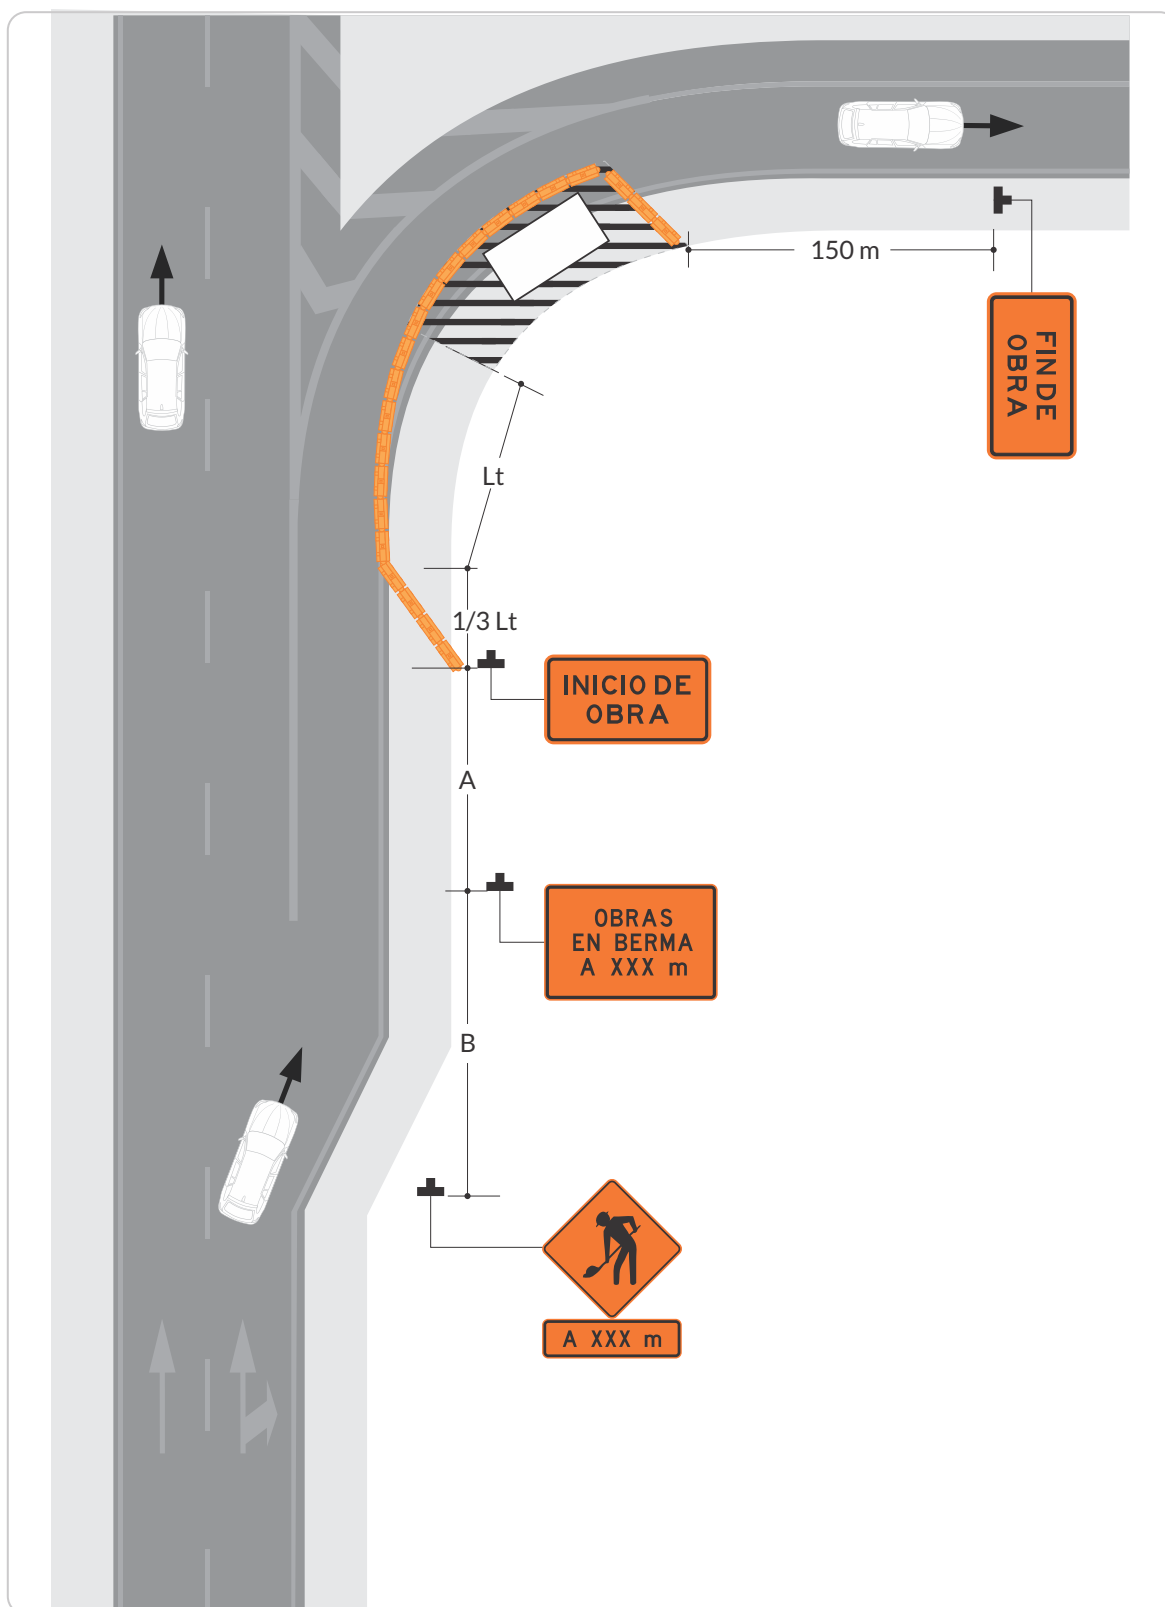 150 m
FIN DE
OBRA
Lt
1/3 Lt
INICIO DE
OBRA
A
OBRAS
EN BERMA
A XXX m
B
A XXX m